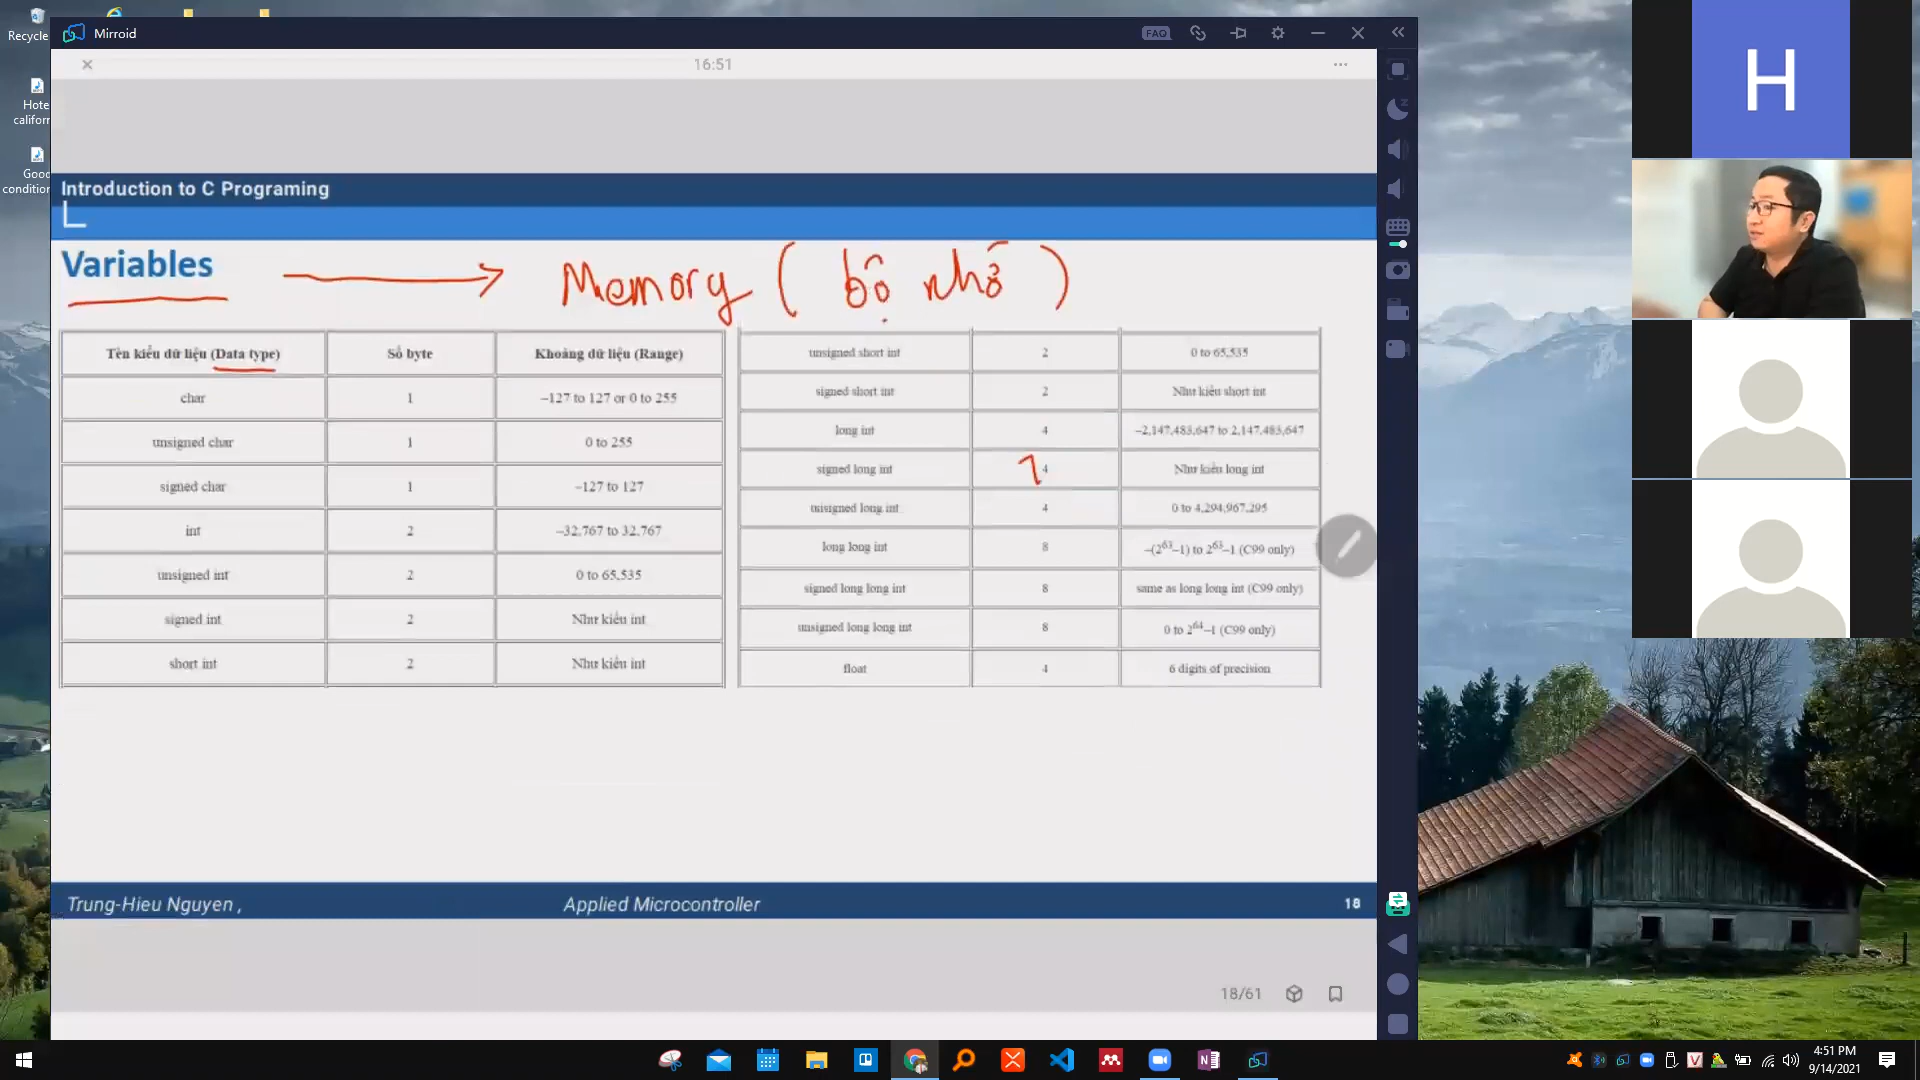 Recycle
Hote
californ
Good
condition
Mirroid
FAQ
16:51
Introduction to C Programing
Variables
Memory ( bộ nhớ )
Tên kiểu dữ liệu (Data type) Số byte Khoảng dữ liệu (Range)
char 1 –127 to 127 or 0 to 255
unsigned char 1 0 to 255
signed char 1 –127 to 127
int 2 –32,767 to 32,767
unsigned int 2 0 to 65,535
signed int 2 Như kiểu int
short int 2 Như kiểu int
unsigned short int 2 0 to 65,535
signed short int 2 Như kiểu short int
long int 4 –2,147,483,647 to 2,147,483,647
signed long int 4 Như kiểu long int
unsigned long int 4 0 to 4,294,967,295
long long int 8 –(2⁶³–1) to 2⁶³–1 (C99 only)
signed long long int 8 same as long long int (C99 only)
unsigned long long int 8 0 to 2⁶⁴–1 (C99 only)
float 4 6 digits of precision
Trung-Hieu Nguyen , Applied Microcontroller 18
18/61
H
4:51 PM
9/14/2021